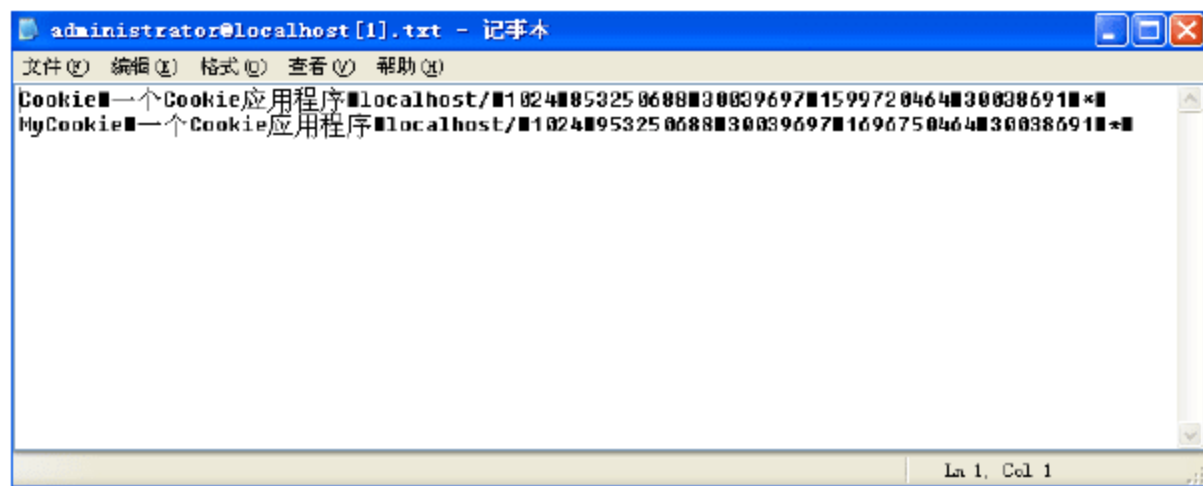 administrator@localhost[1].txt - 记事本
文件(F) 编辑(E) 格式(O) 查看(V) 帮助(H)
Cookie■一个Cookie应用程序■localhost/■1024■853250688■30039697■1599720464■30038691■*■
MyCookie■一个Cookie应用程序■localhost/■1024■953250688■30039697■1696750464■30038691■*■
Ln 1, Col 1